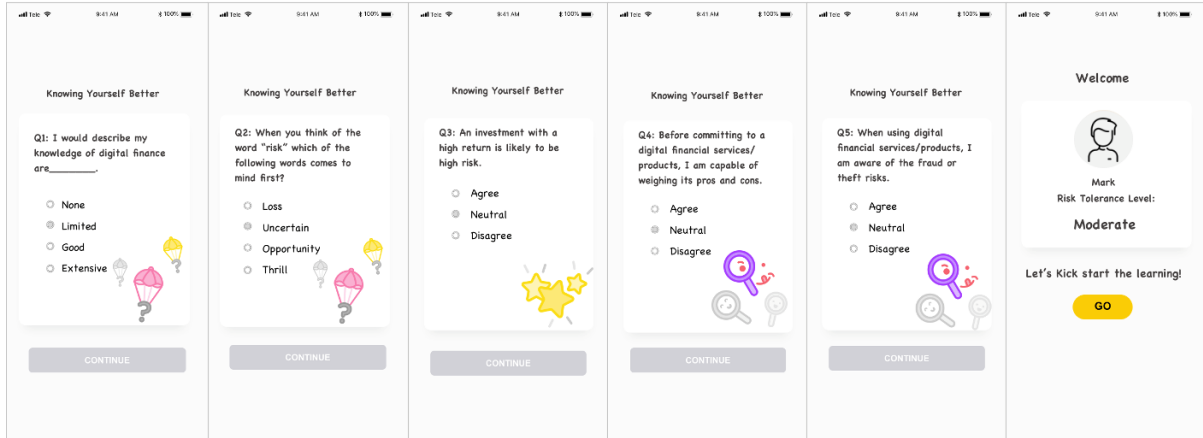 Tele 9:41 AM 100%
Knowing Yourself Better
Q1: I would describe my
knowledge of digital finance
are________.
None
Limited
Good
Extensive
?
?
?
CONTINUE
Tele 9:41 AM 100%
Knowing Yourself Better
Q2: When you think of the
word “risk” which of the
following words comes to
mind first?
Loss
Uncertain
Opportunity
Thrill
?
?
?
CONTINUE
Tele 9:41 AM 100%
Knowing Yourself Better
Q3: An investment with a
high return is likely to be
high risk.
Agree
Neutral
Disagree
CONTINUE
Tele 9:41 AM 100%
Knowing Yourself Better
Q4: Before committing to a
digital financial services/
products, I am capable of
weighing its pros and cons.
Agree
Neutral
Disagree
CONTINUE
Tele 9:41 AM 100%
Knowing Yourself Better
Q5: When using digital
financial services/products, I
am aware of the fraud or
theft risks.
Agree
Neutral
Disagree
CONTINUE
Tele 9:41 AM 100%
Welcome
Mark
Risk Tolerance Level:
Moderate
Let's Kick start the learning!
GO